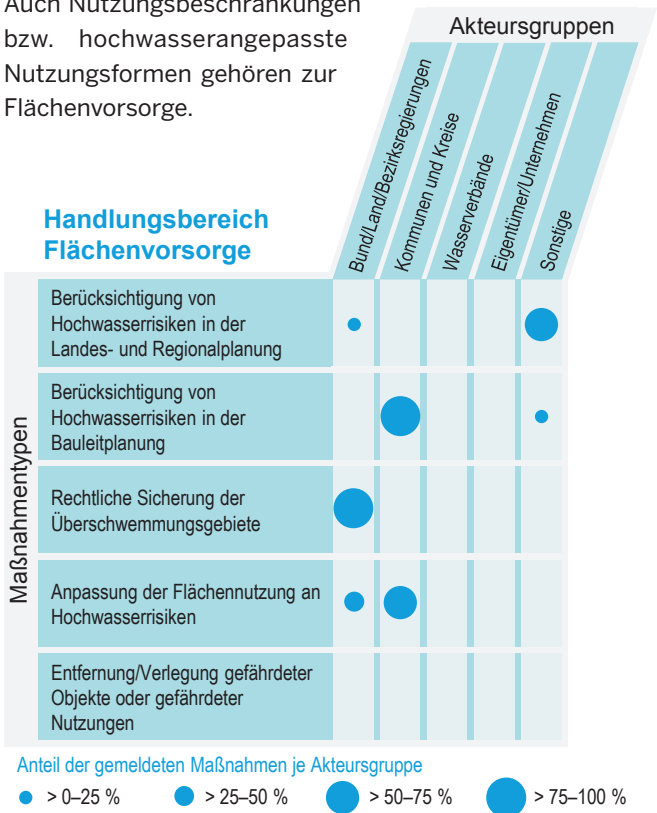 Auch Nutzungsbeschränkungen
bzw. hochwasserangepasste
Nutzungsformen gehören zur
Flächenvorsorge.
Akteursgruppen
Bund/Land/Bezirksregierungen
Kommunen und Kreise
Wasserverbände
Eigentümer/Unternehmen
Sonstige
Handlungsbereich
Flächenvorsorge
Maßnahmentypen
Berücksichtigung von
Hochwasserrisiken in der
Landes- und Regionalplanung
Berücksichtigung von
Hochwasserrisiken in der
Bauleitplanung
Rechtliche Sicherung der
Überschwemmungsgebiete
Anpassung der Flächennutzung an
Hochwasserrisiken
Entfernung/Verlegung gefährdeter
Objekte oder gefährdeter
Nutzungen
Anteil der gemeldeten Maßnahmen je Akteursgruppe
> 0–25 % > 25–50 % > 50–75 % > 75–100 %